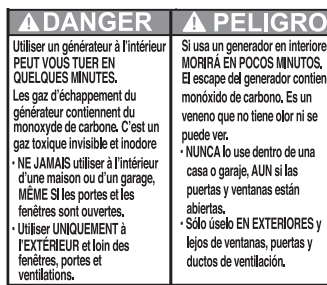 DANGER
Utiliser un générateur à l'intérieur
PEUT VOUS TUER EN
QUELQUES MINUTES.
Les gaz d'échappement du
générateur contiennent du
monoxyde de carbone. C'est un
gaz toxique invisible et inodore
• NE JAMAIS utiliser à l'intérieur
d'une maison ou d'un garage,
MÊME SI les portes et les
fenêtres sont ouvertes.
• Utiliser UNIQUEMENT à
l'EXTÉRIEUR et loin des
fenêtres, portes et
ventilations.
PELIGRO
Si usa un generador en interiore
MORIRÁ EN POCOS MINUTOS.
El escape del generador contien
monóxido de carbono. Es un
veneno que no tiene olor ni se
puede ver.
• NUNCA lo use dentro de una
casa o garaje, AUN si las
puertas y ventanas están
abiertas.
• Sólo úselo EN EXTERIORES y
lejos de ventanas, puertas y
ductos de ventilación.